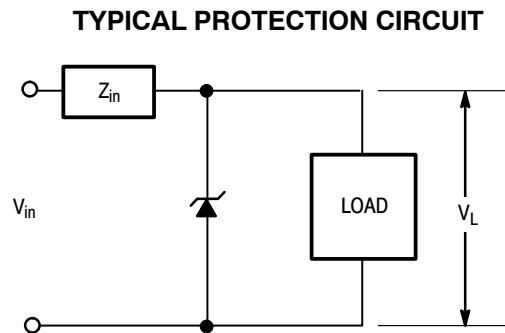 TYPICAL PROTECTION CIRCUIT
Zin
Vin
LOAD
VL